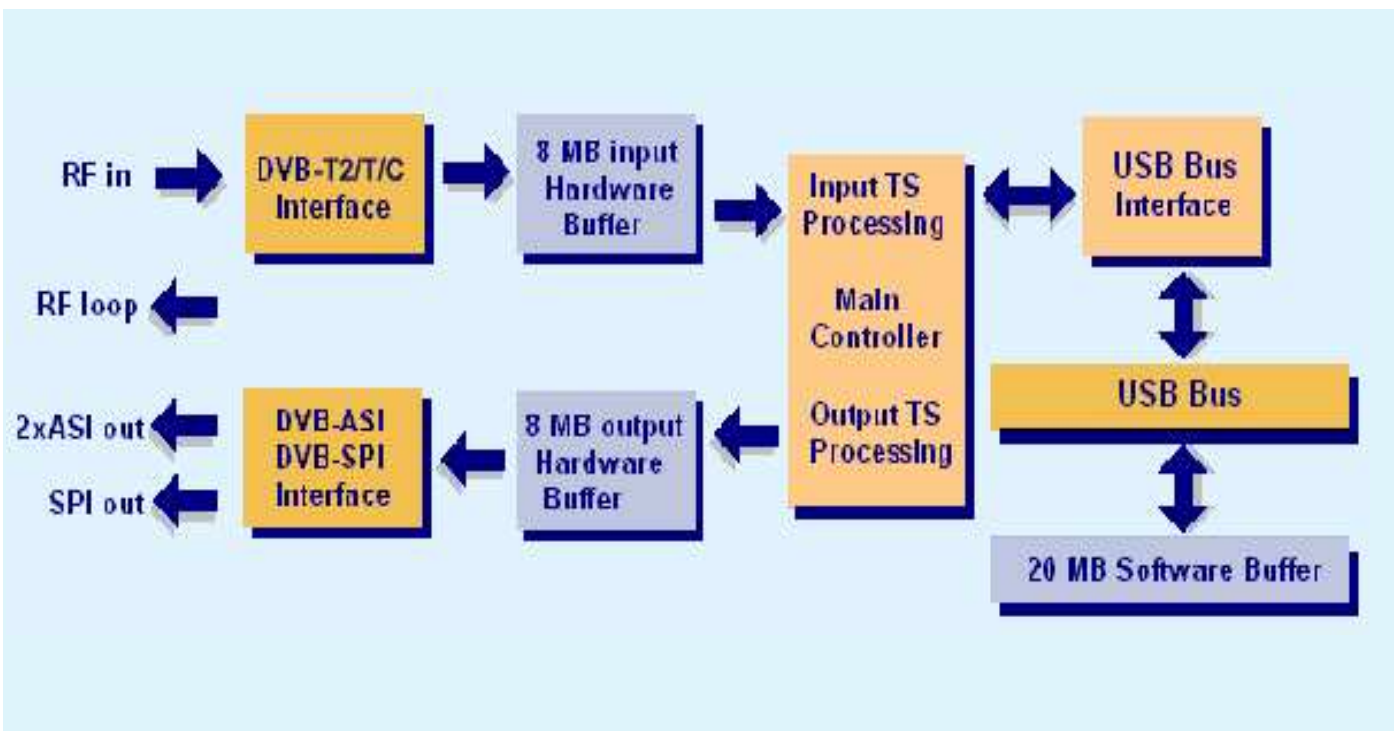 RF in
DVB-T2/T/C
Interface
8 MB input
Hardware
Buffer
Input TS
Processing
Main
Controller
Output TS
Processing
USB Bus
Interface
RF loop
USB Bus
2xASI out
SPI out
DVB-ASI
DVB-SPI
Interface
8 MB output
Hardware
Buffer
20 MB Software Buffer